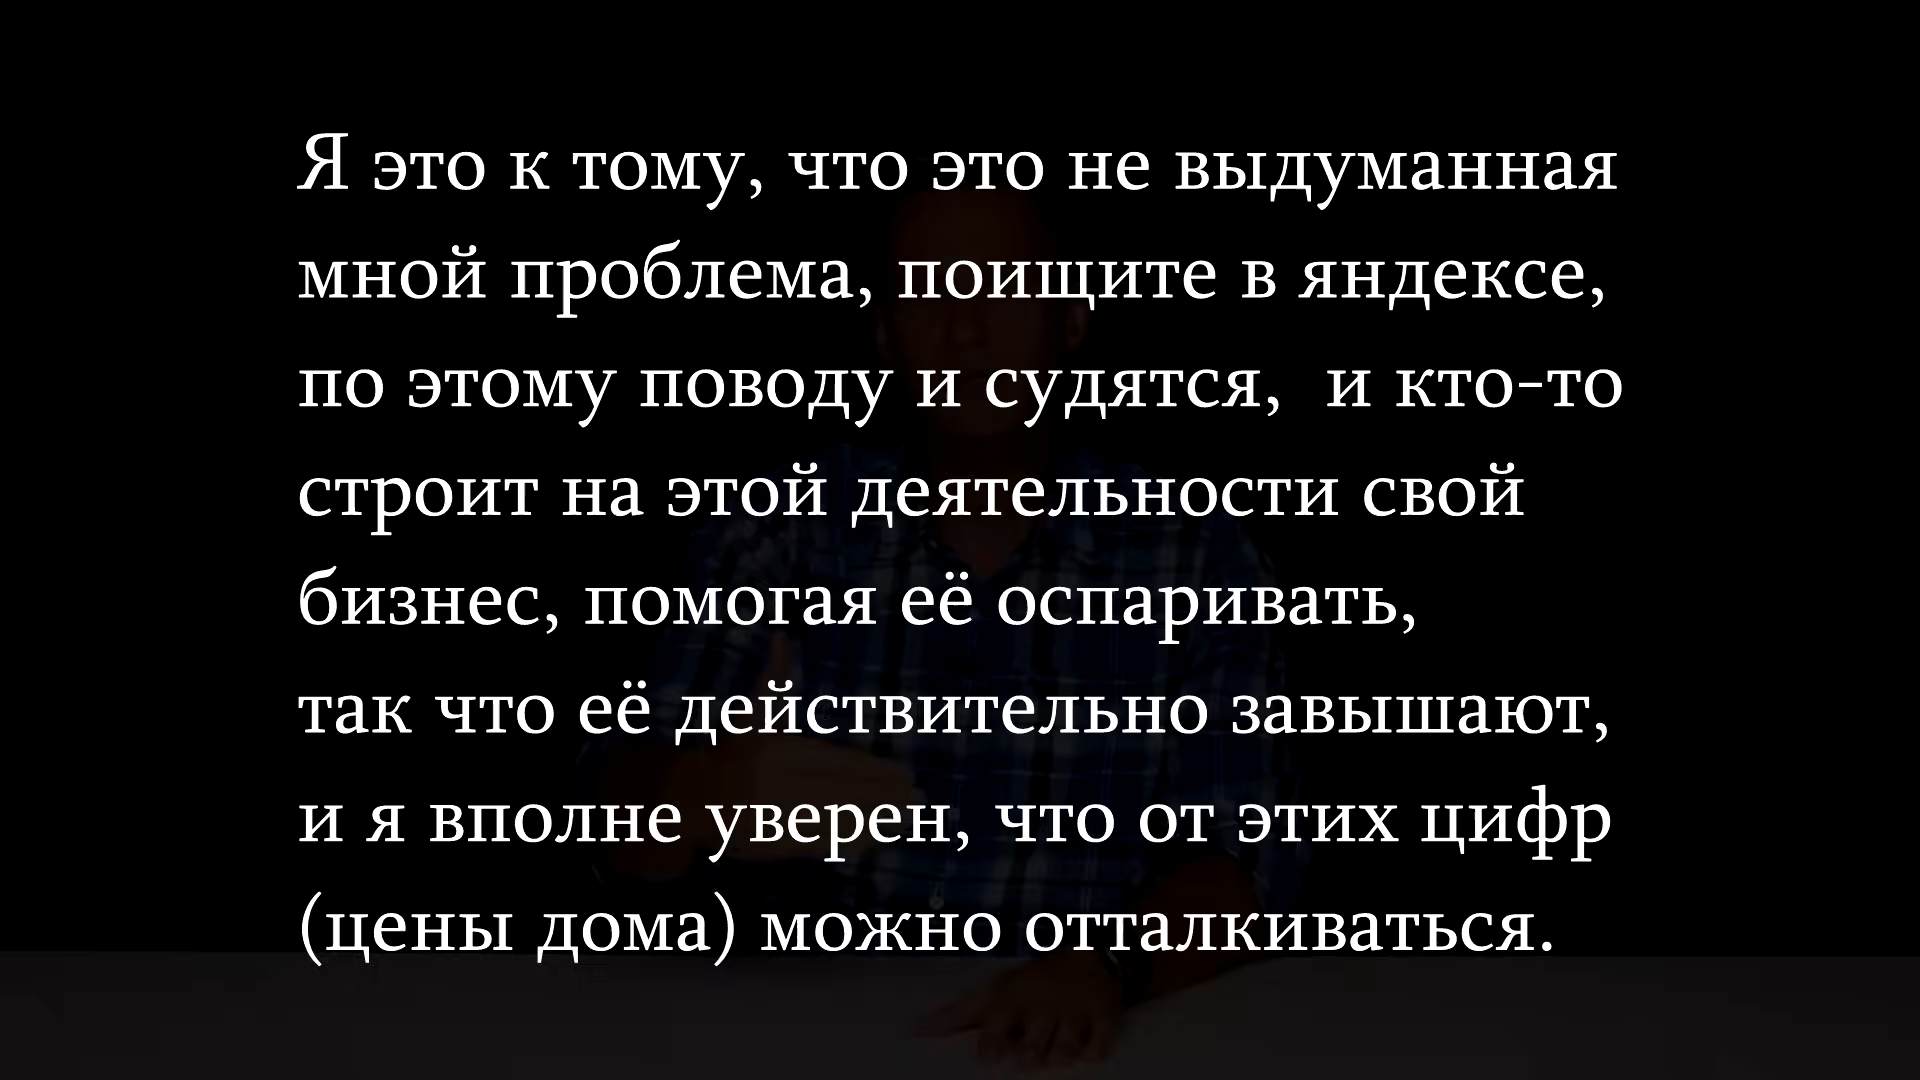 Я это к тому, что это не выдуманная
мной проблема, поищите в яндексе,
по этому поводу и судятся,  и кто-то
строит на этой деятельности свой
бизнес, помогая её оспаривать,
так что её действительно завышают,
и я вполне уверен, что от этих цифр
(цены дома) можно отталкиваться.